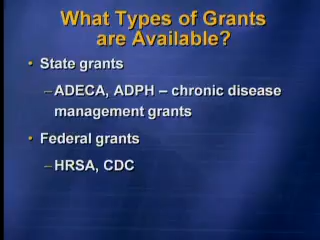 What Types of Grants
are Available?
• State grants
– ADECA, ADPH – chronic disease
management grants
• Federal grants
– HRSA, CDC